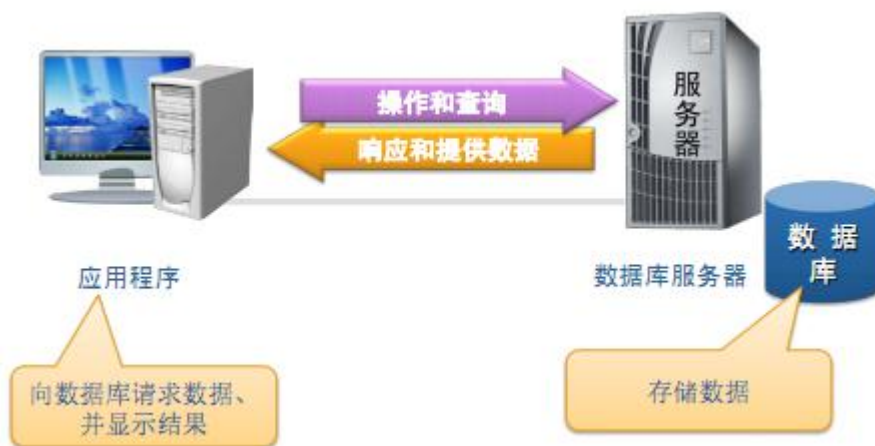 操作和查询
响应和提供数据
服务器
数 据
库
应用程序
数据库服务器
向数据库请求数据、
并显示结果
存储数据